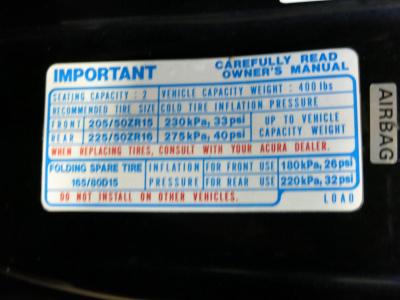 IMPORTANT
CAREFULLY READ
OWNER'S MANUAL
SEATING CAPACITY : 2 VEHICLE CAPACITY WEIGHT : 400 lbs
RECOMMENDED TIRE SIZE COLD TIRE INFLATION PRESSURE
FRONT 205/50ZR15 230kPa, 33psi UP TO VEHICLE
REAR 225/50ZR16 275kPa, 40psi CAPACITY WEIGHT
WHEN REPLACING TIRES, CONSULT WITH YOUR ACURA DEALER.
FOLDING SPARE TIRE INFLATION FOR FRONT USE 180kPa, 26psi
165/80D15 PRESSURE FOR REAR USE 220kPa, 32psi
DO NOT INSTALL ON OTHER VEHICLES. LOAO
AIRBAG